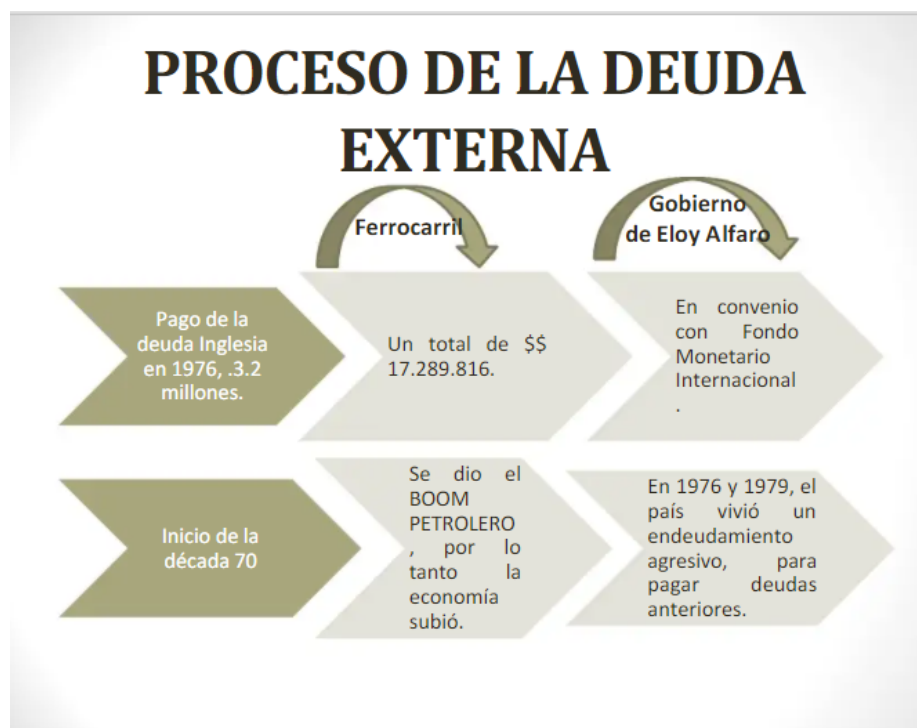 PROCESO DE LA DEUDA
EXTERNA
Ferrocarril
Gobierno
de Eloy Alfaro
Pago de la
deuda Inglesia
en 1976, .3.2
millones.
Un total de $$
17.289.816.
En convenio
con Fondo
Monetario
Internacional
.
Inicio de la
década 70
Se dio el
BOOM
PETROLERO
, por lo
tanto la
economía
subió.
En 1976 y 1979, el
país vivió un
endeudamiento
agresivo, para
pagar deudas
anteriores.